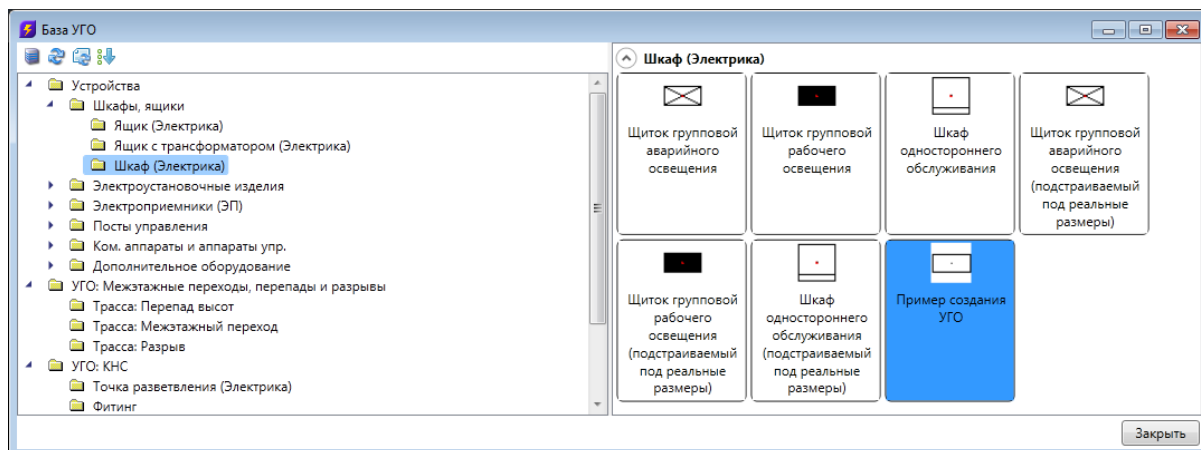 База УГО
Устройства
Шкафы, ящики
Ящик (Электрика)
Ящик с трансформатором (Электрика)
Шкаф (Электрика)
Электроустановочные изделия
Электроприемники (ЭП)
Посты управления
Ком. аппараты и аппараты упр.
Дополнительное оборудование
УГО: Межэтажные переходы, перепады и разрывы
Трасса: Перепад высот
Трасса: Межэтажный переход
Трасса: Разрыв
УГО: КНС
Точка разветвления (Электрика)
Фитинг
Шкаф (Электрика)
Щиток групповой
аварийного
освещения
Щиток групповой
рабочего
освещения
Шкаф
одностороннего
обслуживания
Щиток групповой
аварийного
освещения
(подстраиваемый
под реальные
размеры)
Щиток групповой
рабочего
освещения
(подстраиваемый
под реальные
размеры)
Шкаф
одностороннего
обслуживания
(подстраиваемый
под реальные
размеры)
Пример создания
УГО
Закрыть